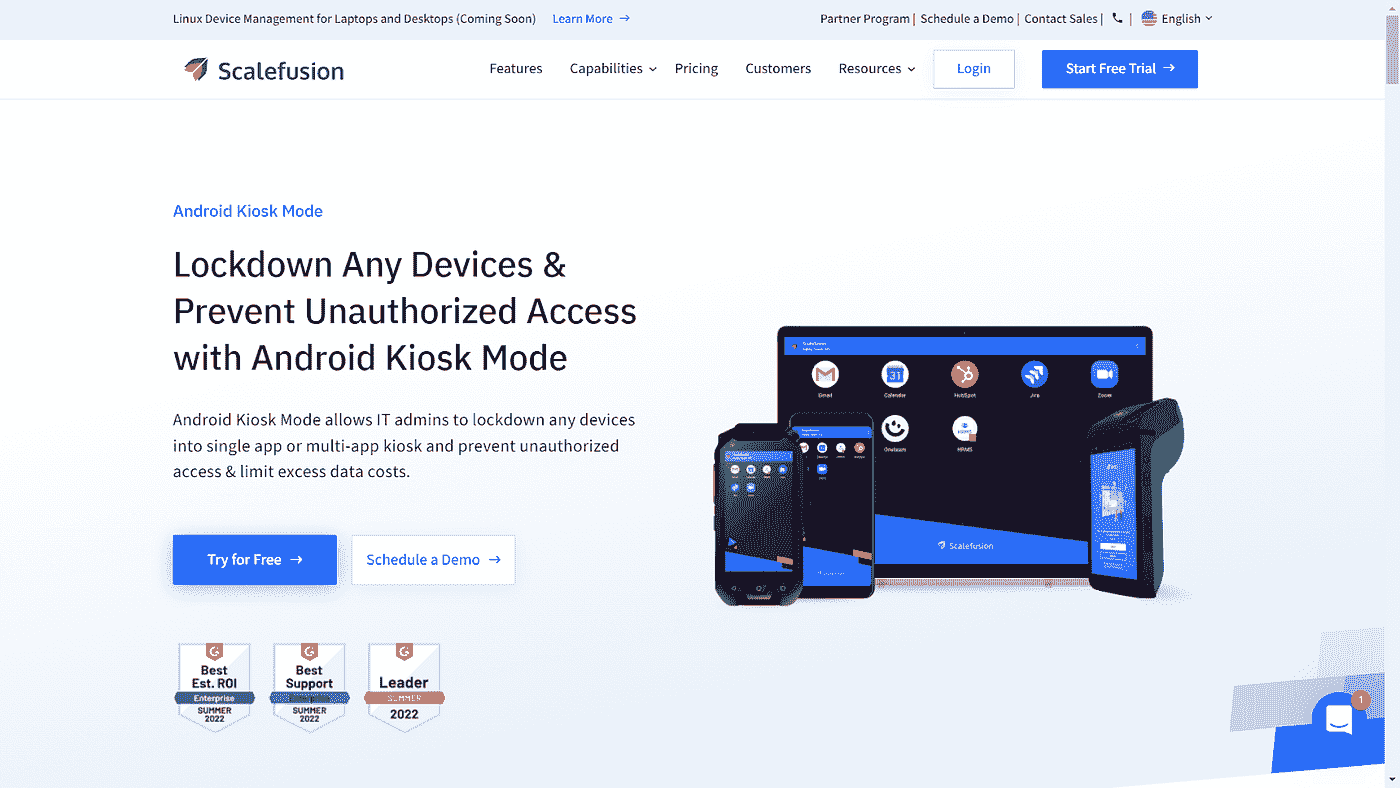 Linux Device Management for Laptops and Desktops (Coming Soon) Learn More → Partner Program | Schedule a Demo | Contact Sales | | English
Scalefusion Features Capabilities Pricing Customers Resources Login Start Free Trial →
Android Kiosk Mode
Lockdown Any Devices &
Prevent Unauthorized Access
with Android Kiosk Mode
Android Kiosk Mode allows IT admins to lockdown any devices
into single app or multi-app kiosk and prevent unauthorized
access & limit excess data costs.
Try for Free → Schedule a Demo →
Scalefusion
Gmail Calendar HubSpot Jira Zoom
31
Scalefusion
Best
Est. ROI
Enterprise
SUMMER
2022
Best
Support
SUMMER
2022
Leader
SUMMER
2022
1